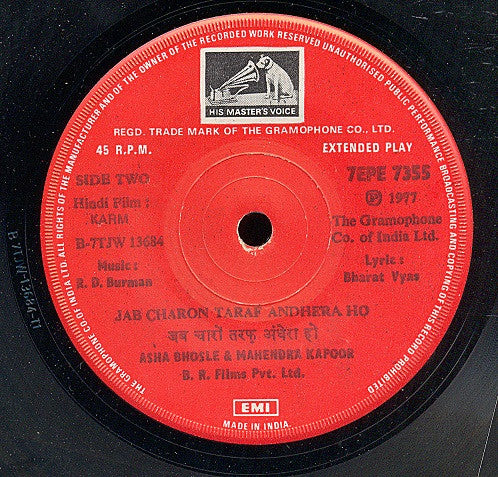 ALL RIGHTS OF THE MANUFACTURER AND OF THE OWNER OF THE RECORDED WORK RESERVED UNAUTHORISED PUBLIC PERFORMANCE BROADCASTING AND COPYING OF THIS RECORD PROHIBITED
HIS MASTER'S VOICE
REGD. TRADE MARK OF THE GRAMOPHONE CO., LTD.
45 R.P.M.
EXTENDED PLAY
SIDE TWO
7EPE 7355
Hindi Film :
KARM
Ⓟ 1977
B-7TJW 13684
The Gramophone
Co. of India Ltd.
Music :
R. D. Burman
Lyric :
Bharat Vyas
JAB CHARON TARAF ANDHERA HO
जब चारों तरफ़ अंधेरा हो
ASHA BHOSLE & MAHENDRA KAPOOR
B. R. Films Pvt. Ltd.
EMI
MADE IN INDIA.
THE GRAMOPHONE CO. OF INDIA LTD.